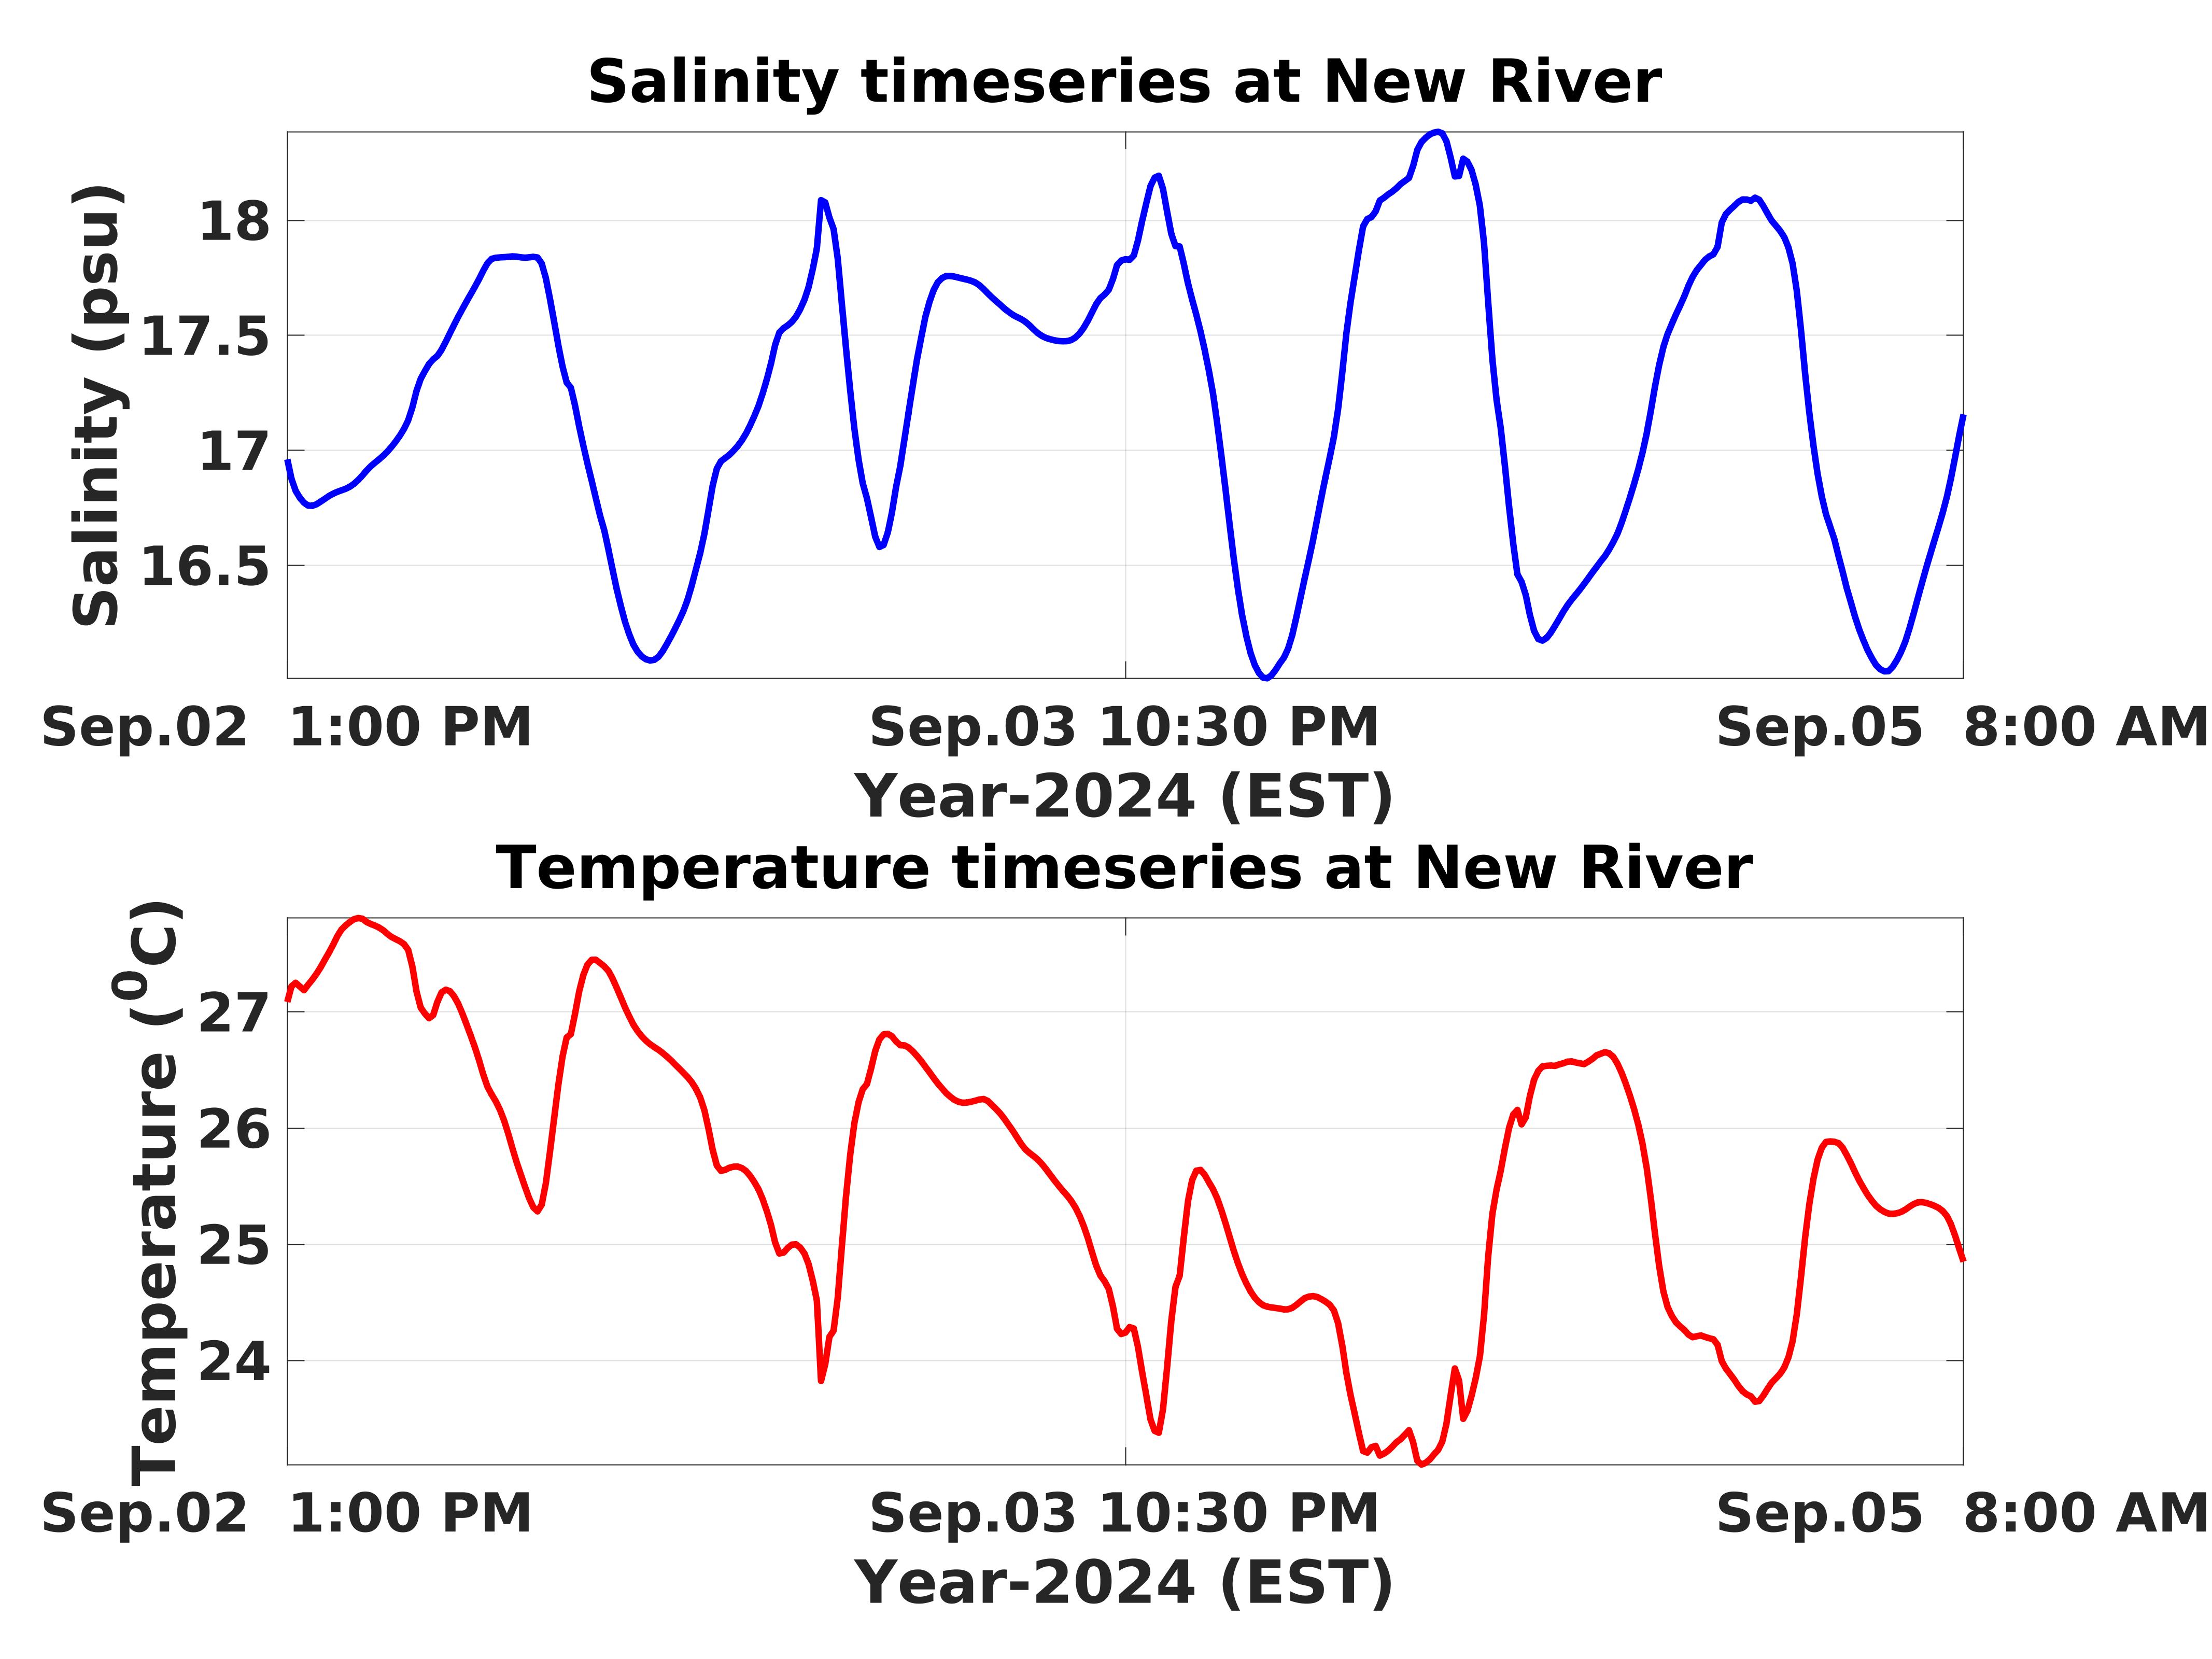 Salinity timeseries at New River
Salinity (psu)
18
17.5
17
16.5
Sep.02 1:00 PM Sep.03 10:30 PM Sep.05 8:00 AM
Year-2024 (EST)
Temperature timeseries at New River
Temperature (⁰C)
27
26
25
24
Sep.02 1:00 PM Sep.03 10:30 PM Sep.05 8:00 AM
Year-2024 (EST)